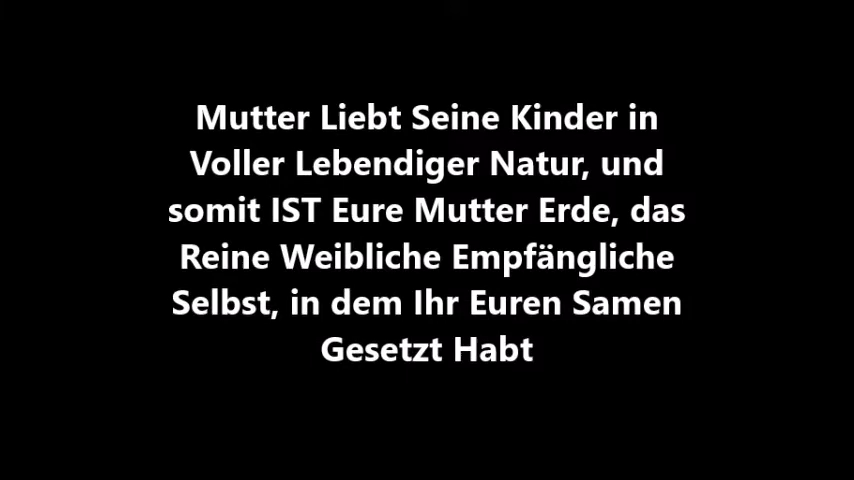 Mutter Liebt Seine Kinder in
Voller Lebendiger Natur, und
somit IST Eure Mutter Erde, das
Reine Weibliche Empfängliche
Selbst, in dem Ihr Euren Samen
Gesetzt Habt